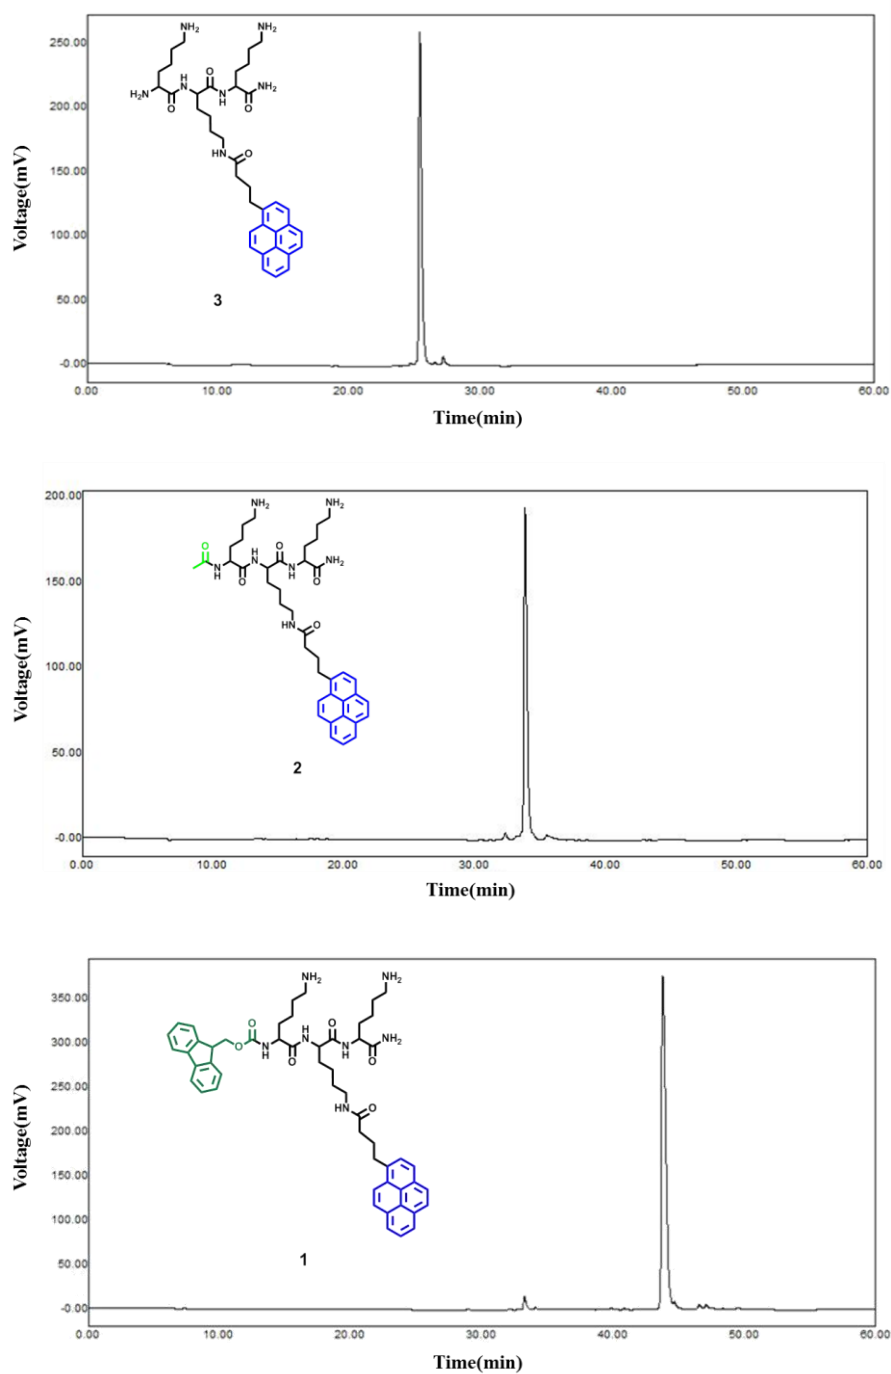 250.00
200.00
150.00
100.00
50.00
-0.00
Voltage(mV)
NH2
NH2
H2N
O
H
N
O
N
H
NH2
O
HN
O
3
0.00 10.00 20.00 30.00 40.00 50.00 60.00
Time(min)
200.00
150.00
100.00
50.00
-0.00
Voltage(mV)
NH2
NH2
O
N
H
O
H
N
O
N
H
NH2
O
HN
O
2
0.00 10.00 20.00 30.00 40.00 50.00 60.00
Time(min)
350.00
300.00
250.00
200.00
150.00
100.00
50.00
-0.00
Voltage(mV)
NH2
NH2
O
O
N
H
O
H
N
O
N
H
NH2
O
HN
O
1
0.00 10.00 20.00 30.00 40.00 50.00 60.00
Time(min)